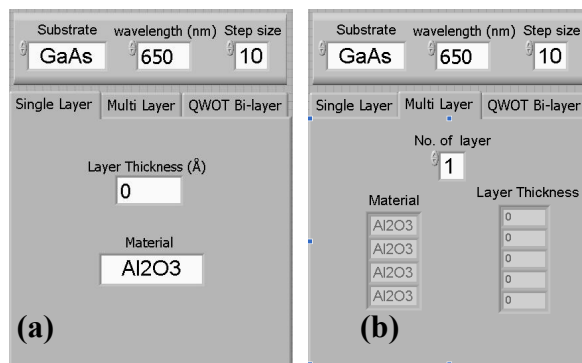 Substrate wavelength (nm) Step size
GaAs 650 10
Single Layer Multi Layer QWOT Bi-layer
Layer Thickness (Å)
0
Material
Al2O3
(a)
Substrate wavelength (nm) Step size
GaAs 650 10
Single Layer Multi Layer QWOT Bi-layer
No. of layer
1
Material Layer Thickness
Al2O3 0
Al2O3 0
Al2O3 0
Al2O3 0
0
(b)